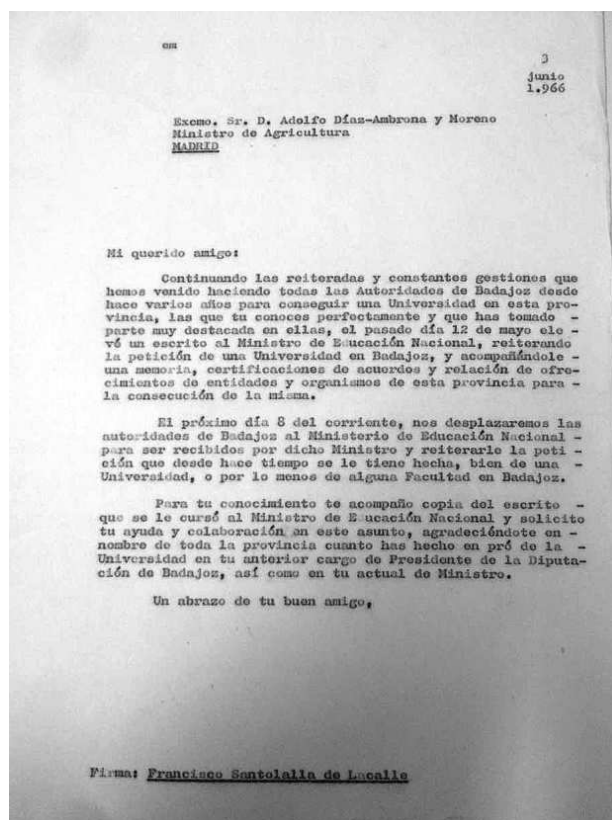 em
3
junio
1.966
Excmo. Sr. D. Adolfo Díaz-Ambrona y Moreno
Ministro de Agricultura
MADRID
Mi querido amigo:
Continuando las reiteradas y constantes gestiones que
hemos venido haciendo todas las Autoridades de Badajoz desde
hace varios años para conseguir una Universidad en esta pro-
vincia, las que tu conoces perfectamente y que has tomado -
parte muy destacada en ellas, el pasado día 12 de mayo ele -
vé un escrito al Ministro de Educación Nacional, reiterando
la petición de una Universidad en Badajoz, y acompañándole -
una memoria, certificaciones de acuerdos y relación de ofre-
cimientos de entidades y organismos de esta provincia para -
la consecución de la misma.
El próximo día 8 del corriente, nos desplazaremos las
autoridades de Badajoz al Ministerio de Educación Nacional -
para ser recibidos por dicho Ministro y reiterarle la peti -
ción que desde hace tiempo se le tiene hecha, bien de una -
Universidad, o por lo menos de alguna Facultad en Badajoz.
Para tu conocimiento te acompaño copia del escrito -
que se le cursó al Ministro de E ucación Nacional y solicito
tu ayuda y colaboración en este asunto, agradeciéndote en -
nombre de toda la provincia cuanto has hecho en pró de la -
Universidad en tu anterior cargo de Presidente de la Diputa-
ción de Badajoz, así como en tu actual de Ministro.
Un abrazo de tu buen amigo,
Firma: Francisco Santolalla de Lacalle